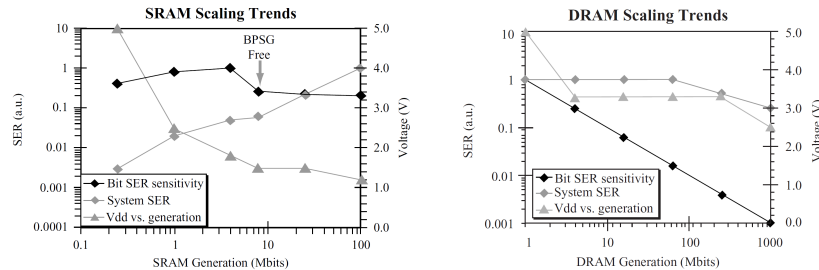 SRAM Scaling Trends
10
1
0.1
0.01
0.001
0.0001
SER (a.u.)
BPSG
Free
Bit SER sensitivity
System SER
Vdd vs. generation
5.0
4.0
3.0
2.0
1.0
0.0
Voltage (V)
0.1
1
10
100
SRAM Generation (Mbits)
DRAM Scaling Trends
10
1
0.1
0.01
0.001
SER (a.u.)
Bit SER sensitivity
System SER
Vdd vs. generation
5.0
4.0
3.0
2.0
1.0
0.0
Voltage (V)
1
10
100
1000
DRAM Generation (Mbits)